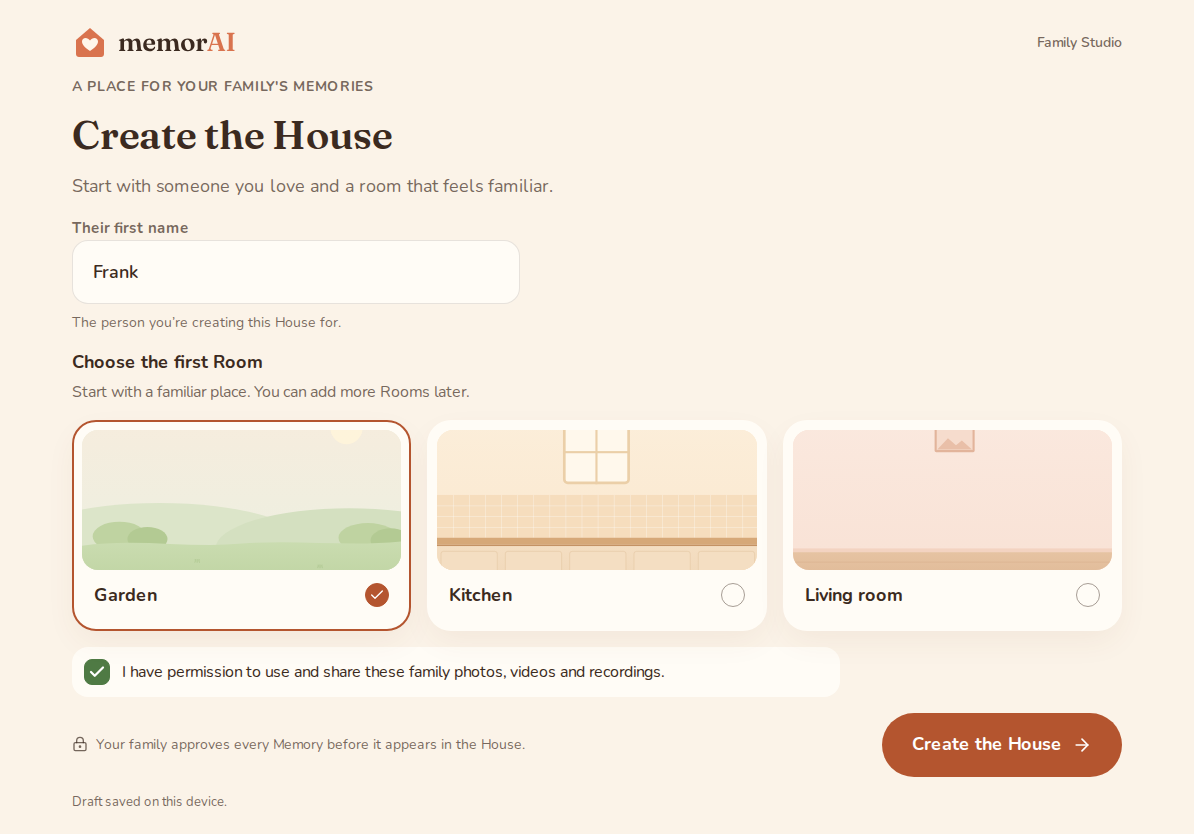 memorAI
Family Studio
A PLACE FOR YOUR FAMILY'S MEMORIES
Create the House
Start with someone you love and a room that feels familiar.
Their first name
Frank
The person you’re creating this House for.
Choose the first Room
Start with a familiar place. You can add more Rooms later.
Garden
Kitchen
Living room
I have permission to use and share these family photos, videos and recordings.
Your family approves every Memory before it appears in the House.
Create the House
Draft saved on this device.